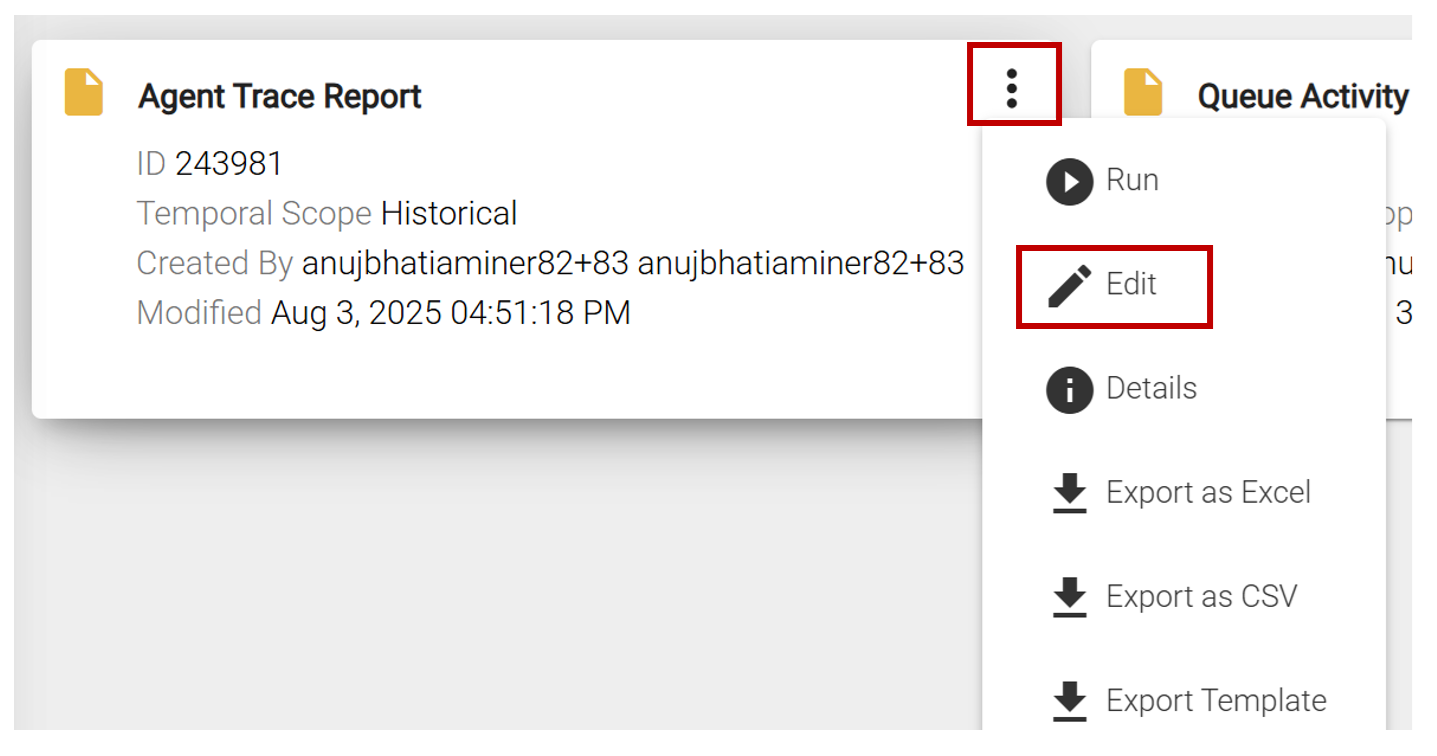 Agent Trace Report
ID 243981
Temporal Scope Historical
Created By anujbhatiaminer82+83 anujbhatiaminer82+83
Modified Aug 3, 2025 04:51:18 PM
Queue Activity
3
Run
Edit
Details
Export as Excel
Export as CSV
Export Template